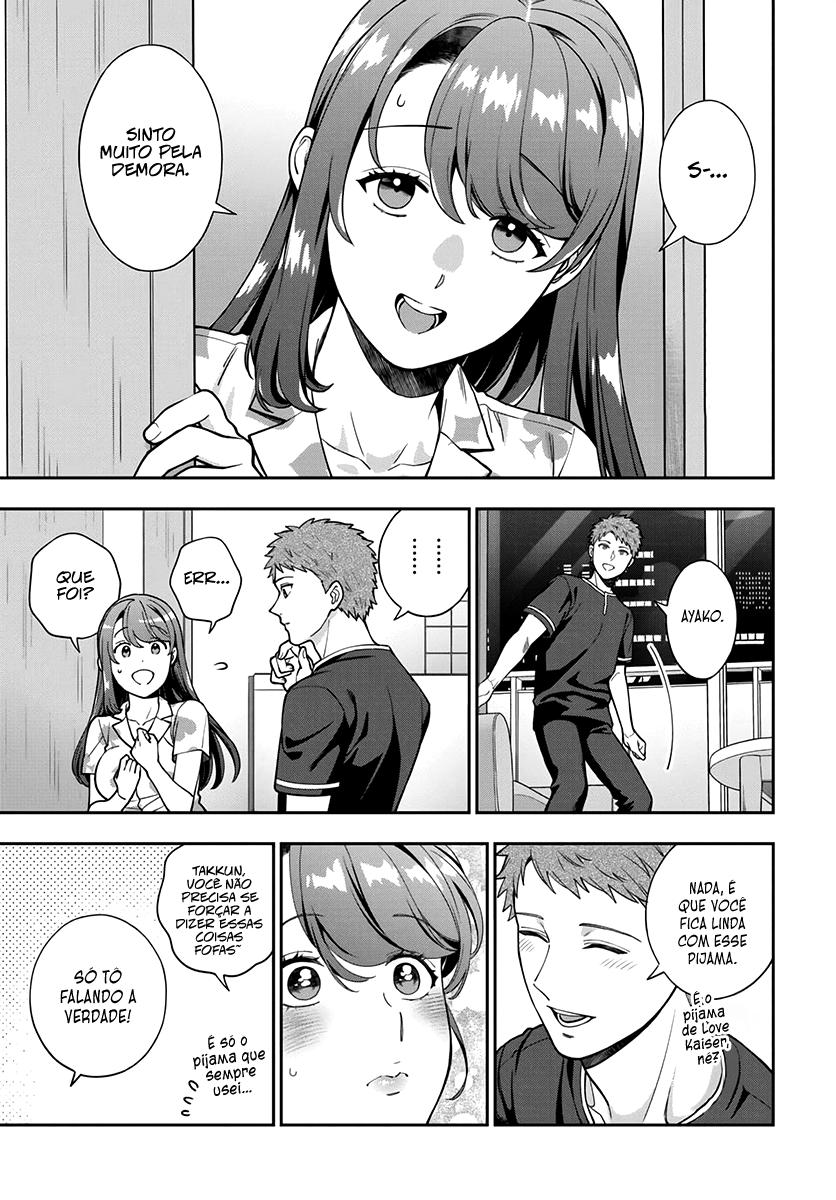 S-...
SINTO
MUITO PELA
DEMORA.
AYAKO.
......
ERR...
QUE
FOI?
NADA, É
QUE VOCÊ
FICA LINDA
COM ESSE
PIJAMA.
É o
pijama
de Love
Kaiser,
né?
TAKKUN,
VOCÊ NÃO
PRECISA SE
FORÇAR A
DIZER ESSAS
COISAS
FOFAS"
É só o
pijama que
sempre
usei...
SÓ TÔ
FALANDO A
VERDADE!